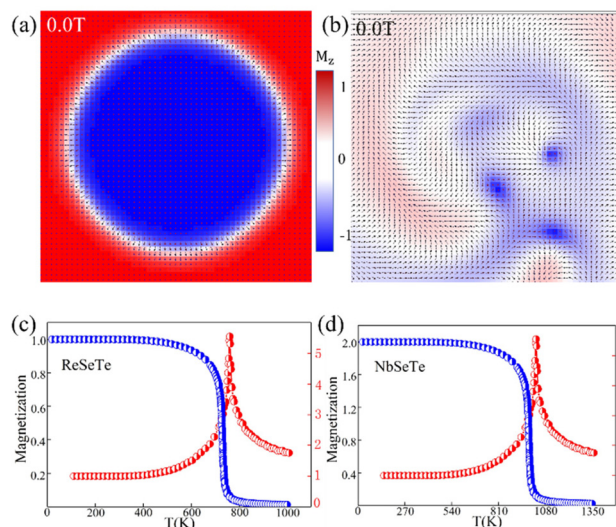 (a) 0.0T
(b) 0.0T
M_z
1
0
-1
(c)
(d)
1.0
0.8
0.6
0.4
0.2
ReSeTe
5
4
3
2
1
0
Magnetization
0 200 400 600 800 1000
T(K)
2.0
1.6
1.2
0.8
0.4
NbSeTe
Magnetization
0 270 540 810 1080 1350
T(K)